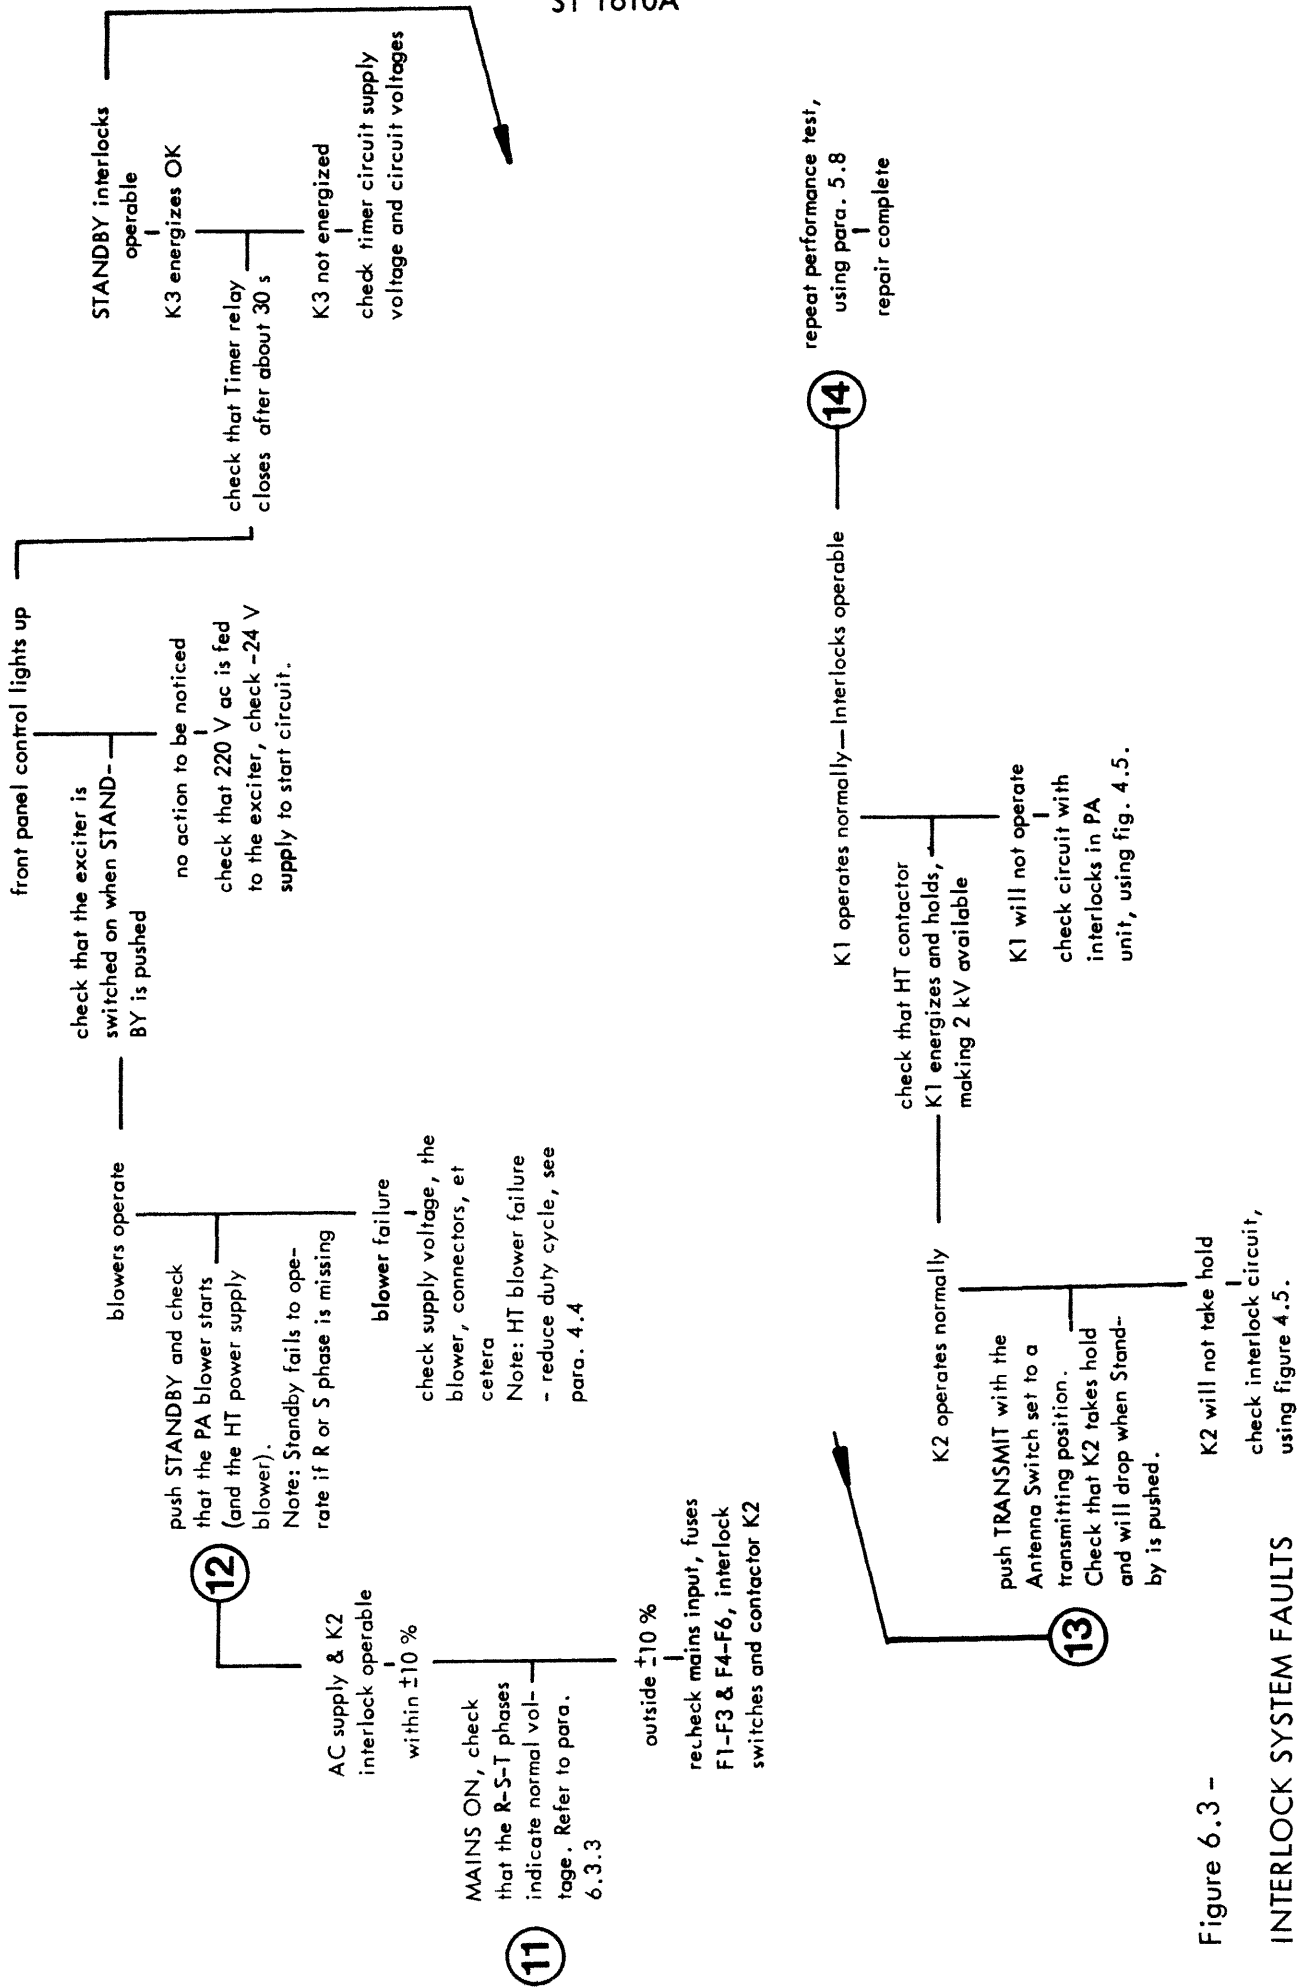 ST 1610A
11
MAINS ON, check
that the R-S-T phases
indicate normal vol-
tage. Refer to para.
6.3.3
AC supply & K2
interlock operable
within ±10 %
outside ±10 %
recheck mains input, fuses
F1-F3 & F4-F6, interlock
switches and contactor K2
12
push STANDBY and check
that the PA blower starts
(and the HT power supply
blower).
Note: Standby fails to ope-
rate if R or S phase is missing
blowers operate
blower failure
check supply voltage, the
blower, connectors, et
cetera
Note: HT blower failure
- reduce duty cycle, see
para. 4.4
check that the exciter is
switched on when STAND-
BY is pushed
front panel control lights up
no action to be noticed
check that 220 V ac is fed
to the exciter, check -24 V
supply to start circuit.
check that Timer relay
closes after about 30 s
STANDBY interlocks
operable
K3 energizes OK
K3 not energized
check timer circuit supply
voltage and circuit voltages
13
push TRANSMIT with the
Antenna Switch set to a
transmitting position.
Check that K2 takes hold
and will drop when Stand-
by is pushed.
K2 operates normally
K2 will not take hold
check interlock circuit,
using figure 4.5.
check that HT contactor
K1 energizes and holds,
making 2 kV available
K1 operates normally—Interlocks operable
K1 will not operate
check circuit with
interlocks in PA
unit, using fig. 4.5.
14
repeat performance test,
using para. 5.8
repair complete
Figure 6.3 -
INTERLOCK SYSTEM FAULTS